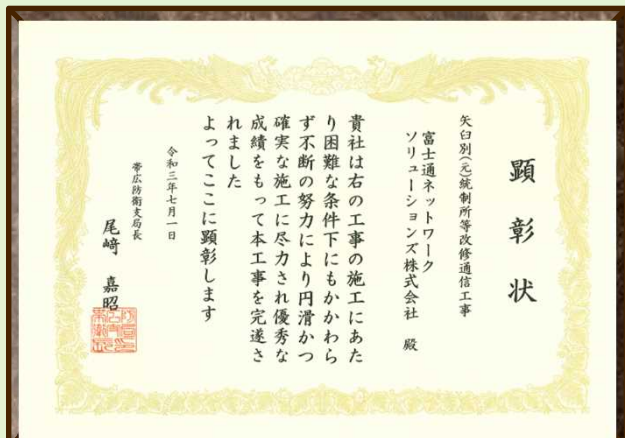 顕彰状
矢臼別(元)統制所等改修通信工事
富士通ネットワーク
ソリューションズ株式会社 殿
貴社は右の工事の施工にあた
り困難な条件下にもかかわら
ず不断の努力により円滑かつ
確実な施工に尽力され優秀な
成績をもって本工事を完遂さ
れました
よってここに顕彰します
令和三年七月一日
帯広防衛支局長
尾﨑 嘉昭